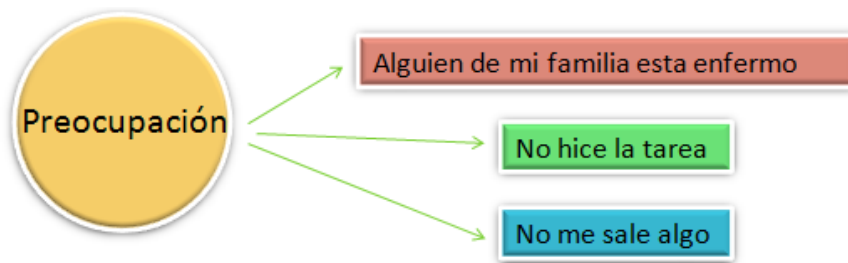 Preocupación
Alguien de mi familia esta enfermo
No hice la tarea
No me sale algo